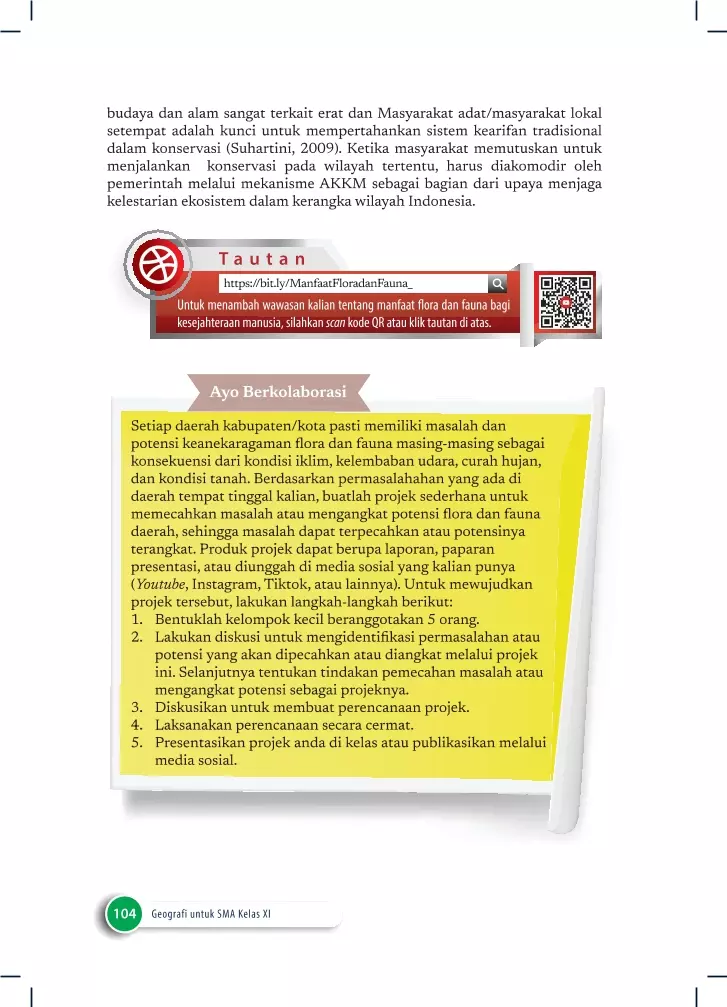 budaya dan alam sangat terkait erat dan Masyarakat adat/masyarakat lokal
setempat adalah kunci untuk mempertahankan sistem kearifan tradisional
dalam konservasi (Suhartini, 2009). Ketika masyarakat memutuskan untuk
menjalankan konservasi pada wilayah tertentu, harus diakomodir oleh
pemerintah melalui mekanisme AKKM sebagai bagian dari upaya menjaga
kelestarian ekosistem dalam kerangka wilayah Indonesia.
Tautan
https://bit.ly/ManfaatFloradanFauna_
Untuk menambah wawasan kalian tentang manfaat flora dan fauna bagi
kesejahteraan manusia, silahkan scan kode QR atau klik tautan di atas.
Ayo Berkolaborasi
Setiap daerah kabupaten/kota pasti memiliki masalah dan
potensi keanekaragaman flora dan fauna masing-masing sebagai
konsekuensi dari kondisi iklim, kelembaban udara, curah hujan,
dan kondisi tanah. Berdasarkan permasalahahan yang ada di
daerah tempat tinggal kalian, buatlah projek sederhana untuk
memecahkan masalah atau mengangkat potensi flora dan fauna
daerah, sehingga masalah dapat terpecahkan atau potensinya
terangkat. Produk projek dapat berupa laporan, paparan
presentasi, atau diunggah di media sosial yang kalian punya
(Youtube, Instagram, Tiktok, atau lainnya). Untuk mewujudkan
projek tersebut, lakukan langkah-langkah berikut:
1. Bentuklah kelompok kecil beranggotakan 5 orang.
2. Lakukan diskusi untuk mengidentifikasi permasalahan atau
potensi yang akan dipecahkan atau diangkat melalui projek
ini. Selanjutnya tentukan tindakan pemecahan masalah atau
mengangkat potensi sebagai projeknya.
3. Diskusikan untuk membuat perencanaan projek.
4. Laksanakan perencanaan secara cermat.
5. Presentasikan projek anda di kelas atau publikasikan melalui
media sosial.
104 Geografi untuk SMA Kelas XI